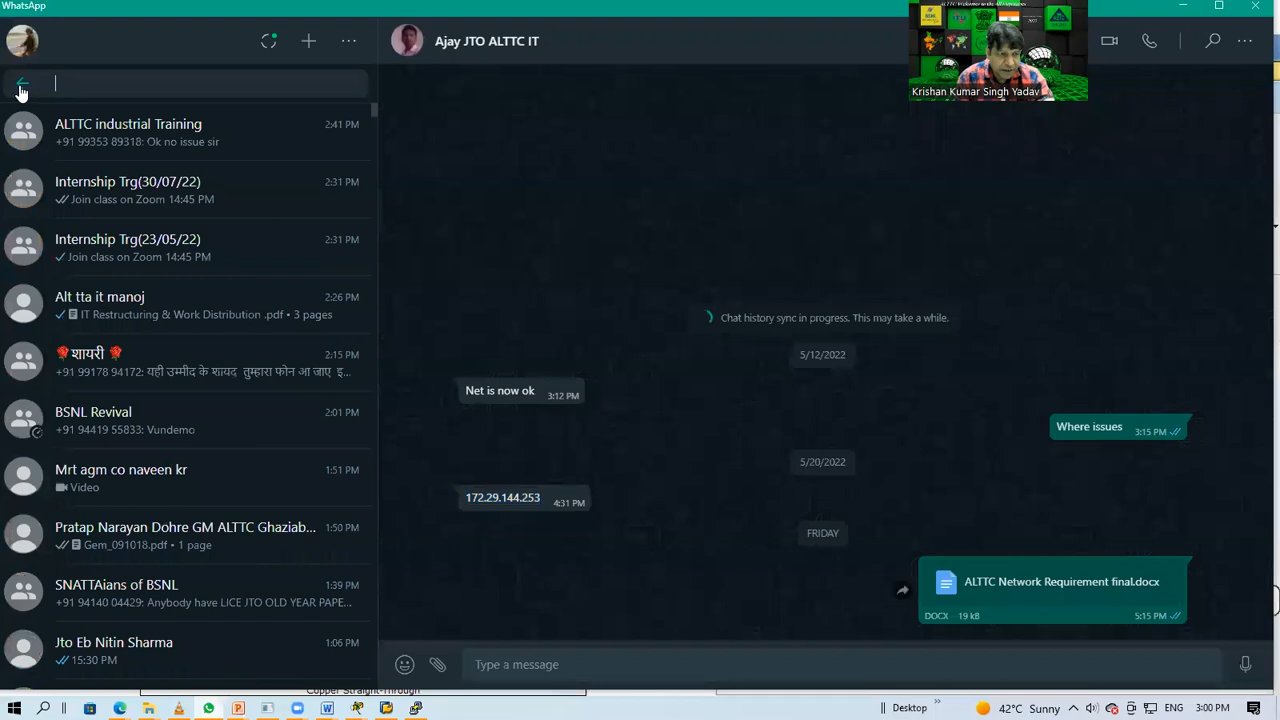 WhatsApp
Ajay JTO ALTTC IT
BSNL
ITU
Krishan Kumar Singh Yadav
ALTTC industrial Training
2:41 PM
+91 99353 89318: Ok no issue sir
Internship Trg(30/07/22)
2:31 PM
Join class on Zoom 14:45 PM
Internship Trg(23/05/22)
2:31 PM
Join class on Zoom 14:45 PM
Alt tta it manoj
2:26 PM
IT Restructuring & Work Distribution .pdf • 3 pages
🌹शायरी 🌹
2:15 PM
+91 99178 94172: यही उम्मीद के शायद तुम्हारा फोन आ जाए इ...
BSNL Revival
2:01 PM
+91 94419 55833: Vundemo
Mrt agm co naveen kr
1:51 PM
Video
Pratap Narayan Dohre GM ALTTC Ghaziab...
1:50 PM
Gem_091018.pdf • 1 page
SNATTAians of BSNL
1:39 PM
+91 94140 04429: Anybody have LICE JTO OLD YEAR PAPE...
Jto Eb Nitin Sharma
1:06 PM
15:30 PM
Chat history sync in progress. This may take a while.
5/12/2022
Net is now ok
3:12 PM
Where issues
3:15 PM
5/20/2022
172.29.144.253
4:31 PM
FRIDAY
ALTTC Network Requirement final.docx
DOCX 19 kB
5:15 PM
Type a message
Copper Straight-Through
Desktop
42°C Sunny
3:00 PM